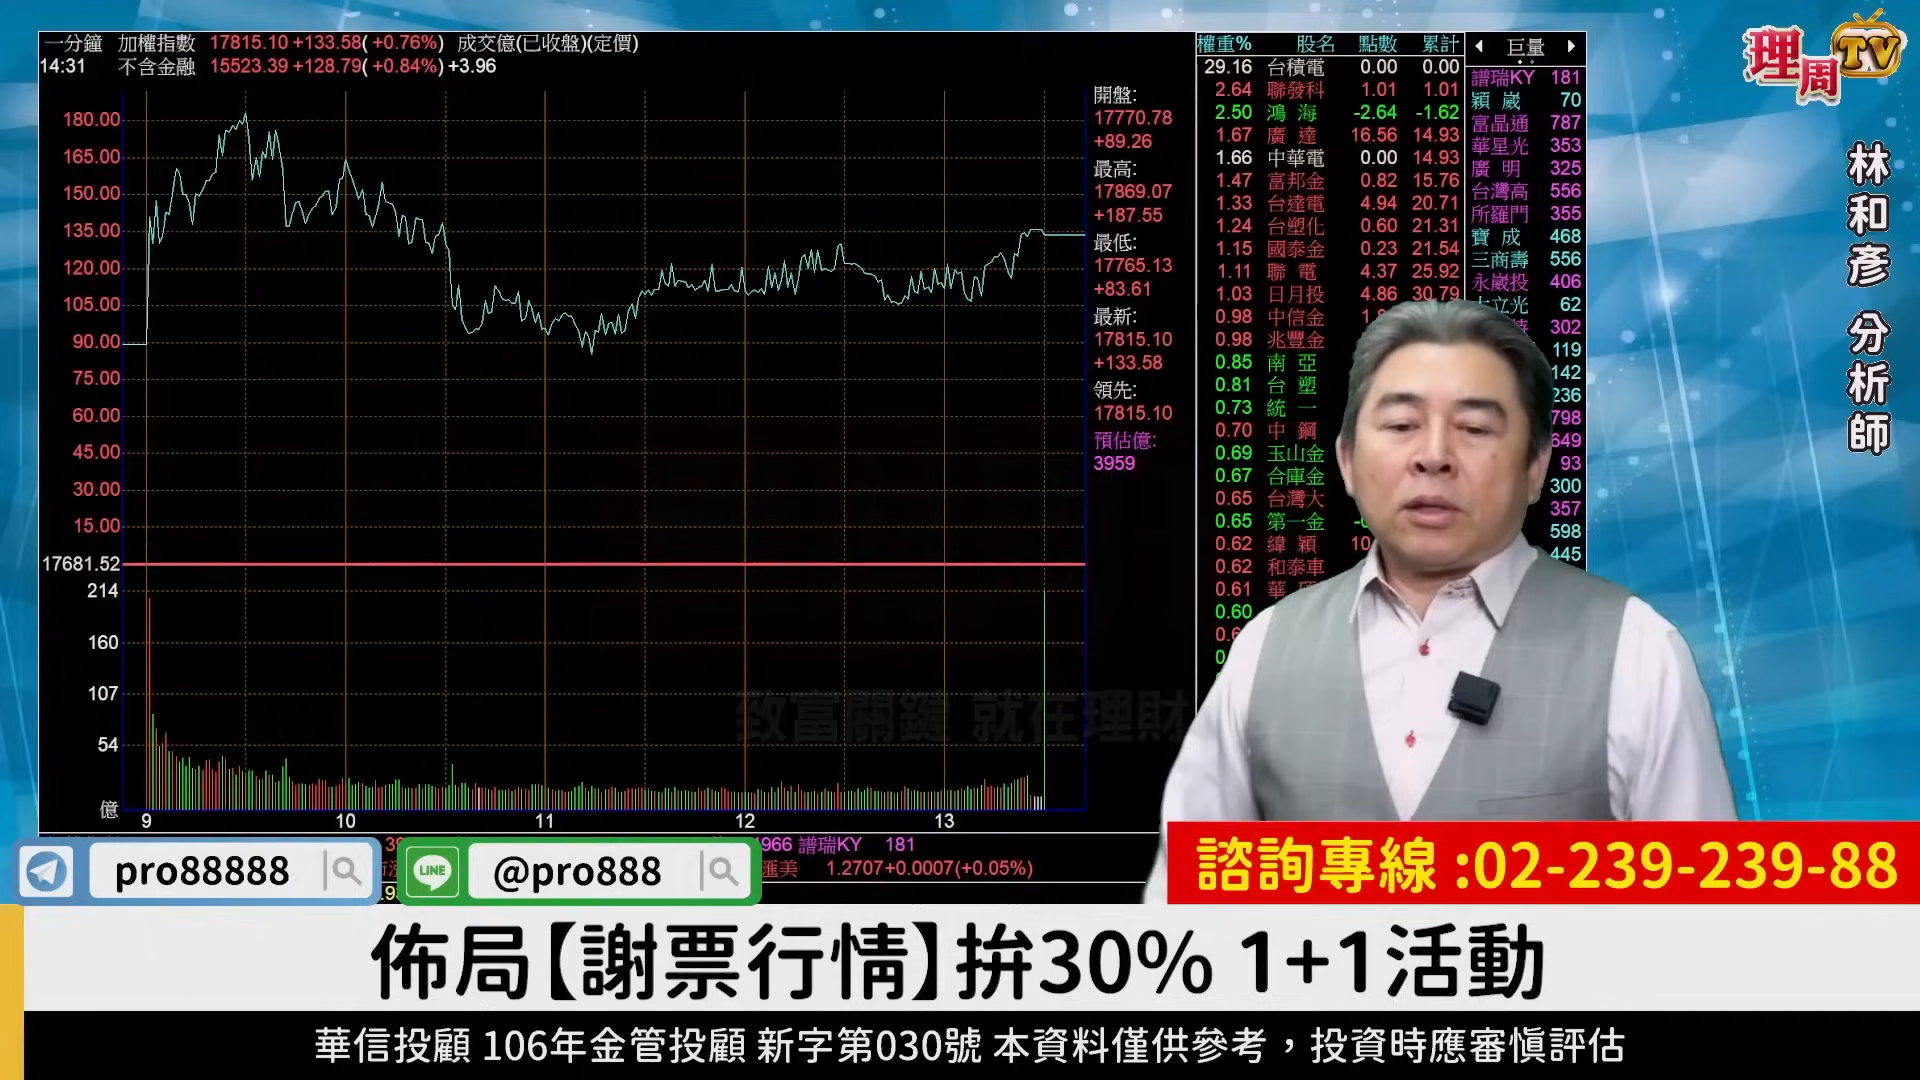 一分鐘 加權指數 17815.10 +133.58( +0.76%) 成交億(已收盤)(定價)
14:31 不含金融 15523.39 +128.79( +0.84%) +3.96
180.00
165.00
150.00
135.00
120.00
105.00
90.00
75.00
60.00
45.00
30.00
15.00
17681.52
214
160
107
54
億
9 10 11 12 13
開盤:
17770.78
+89.26
最高:
17869.07
+187.55
最低:
17765.13
+83.61
最新:
17815.10
+133.58
領先:
17815.10
預估億:
3959
權重% 股名 點數 累計
29.16 台積電 0.00 0.00
2.64 聯發科 1.01 1.01
2.50 鴻 海 -2.64 -1.62
1.67 廣 達 16.56 14.93
1.66 中華電 0.00 14.93
1.47 富邦金 0.82 15.76
1.33 台達電 4.94 20.71
1.24 台塑化 0.60 21.31
1.15 國泰金 0.23 21.54
1.11 聯 電 4.37 25.92
1.03 日月投 4.86 30.79
0.98 中信金
0.98 兆豐金
0.85 南 亞
0.81 台 塑
0.73 統 一
0.70 中 鋼
0.69 玉山金
0.67 合庫金
0.65 台灣大
0.65 第一金
0.62 緯 穎 10
0.62 和泰車
0.61 華
0.60
巨量
譜瑞KY 181
穎 崴 70
富晶通 787
華星光 353
廣 明 325
台灣高 556
所羅門 355
寶 成 468
三商壽 556
永崴投 406
大立光 62
302
119
142
236
798
649
93
300
357
598
445
理周TV
林和彥 分析師
致富關鍵 就在理財
966 譜瑞KY 181
匯美 1.2707+0.0007(+0.05%)
pro88888
LINE @pro888
諮詢專線 :02-239-239-88
佈局【謝票行情】拚30% 1+1活動
華信投顧 106年金管投顧 新字第030號 本資料僅供參考，投資時應審慎評估